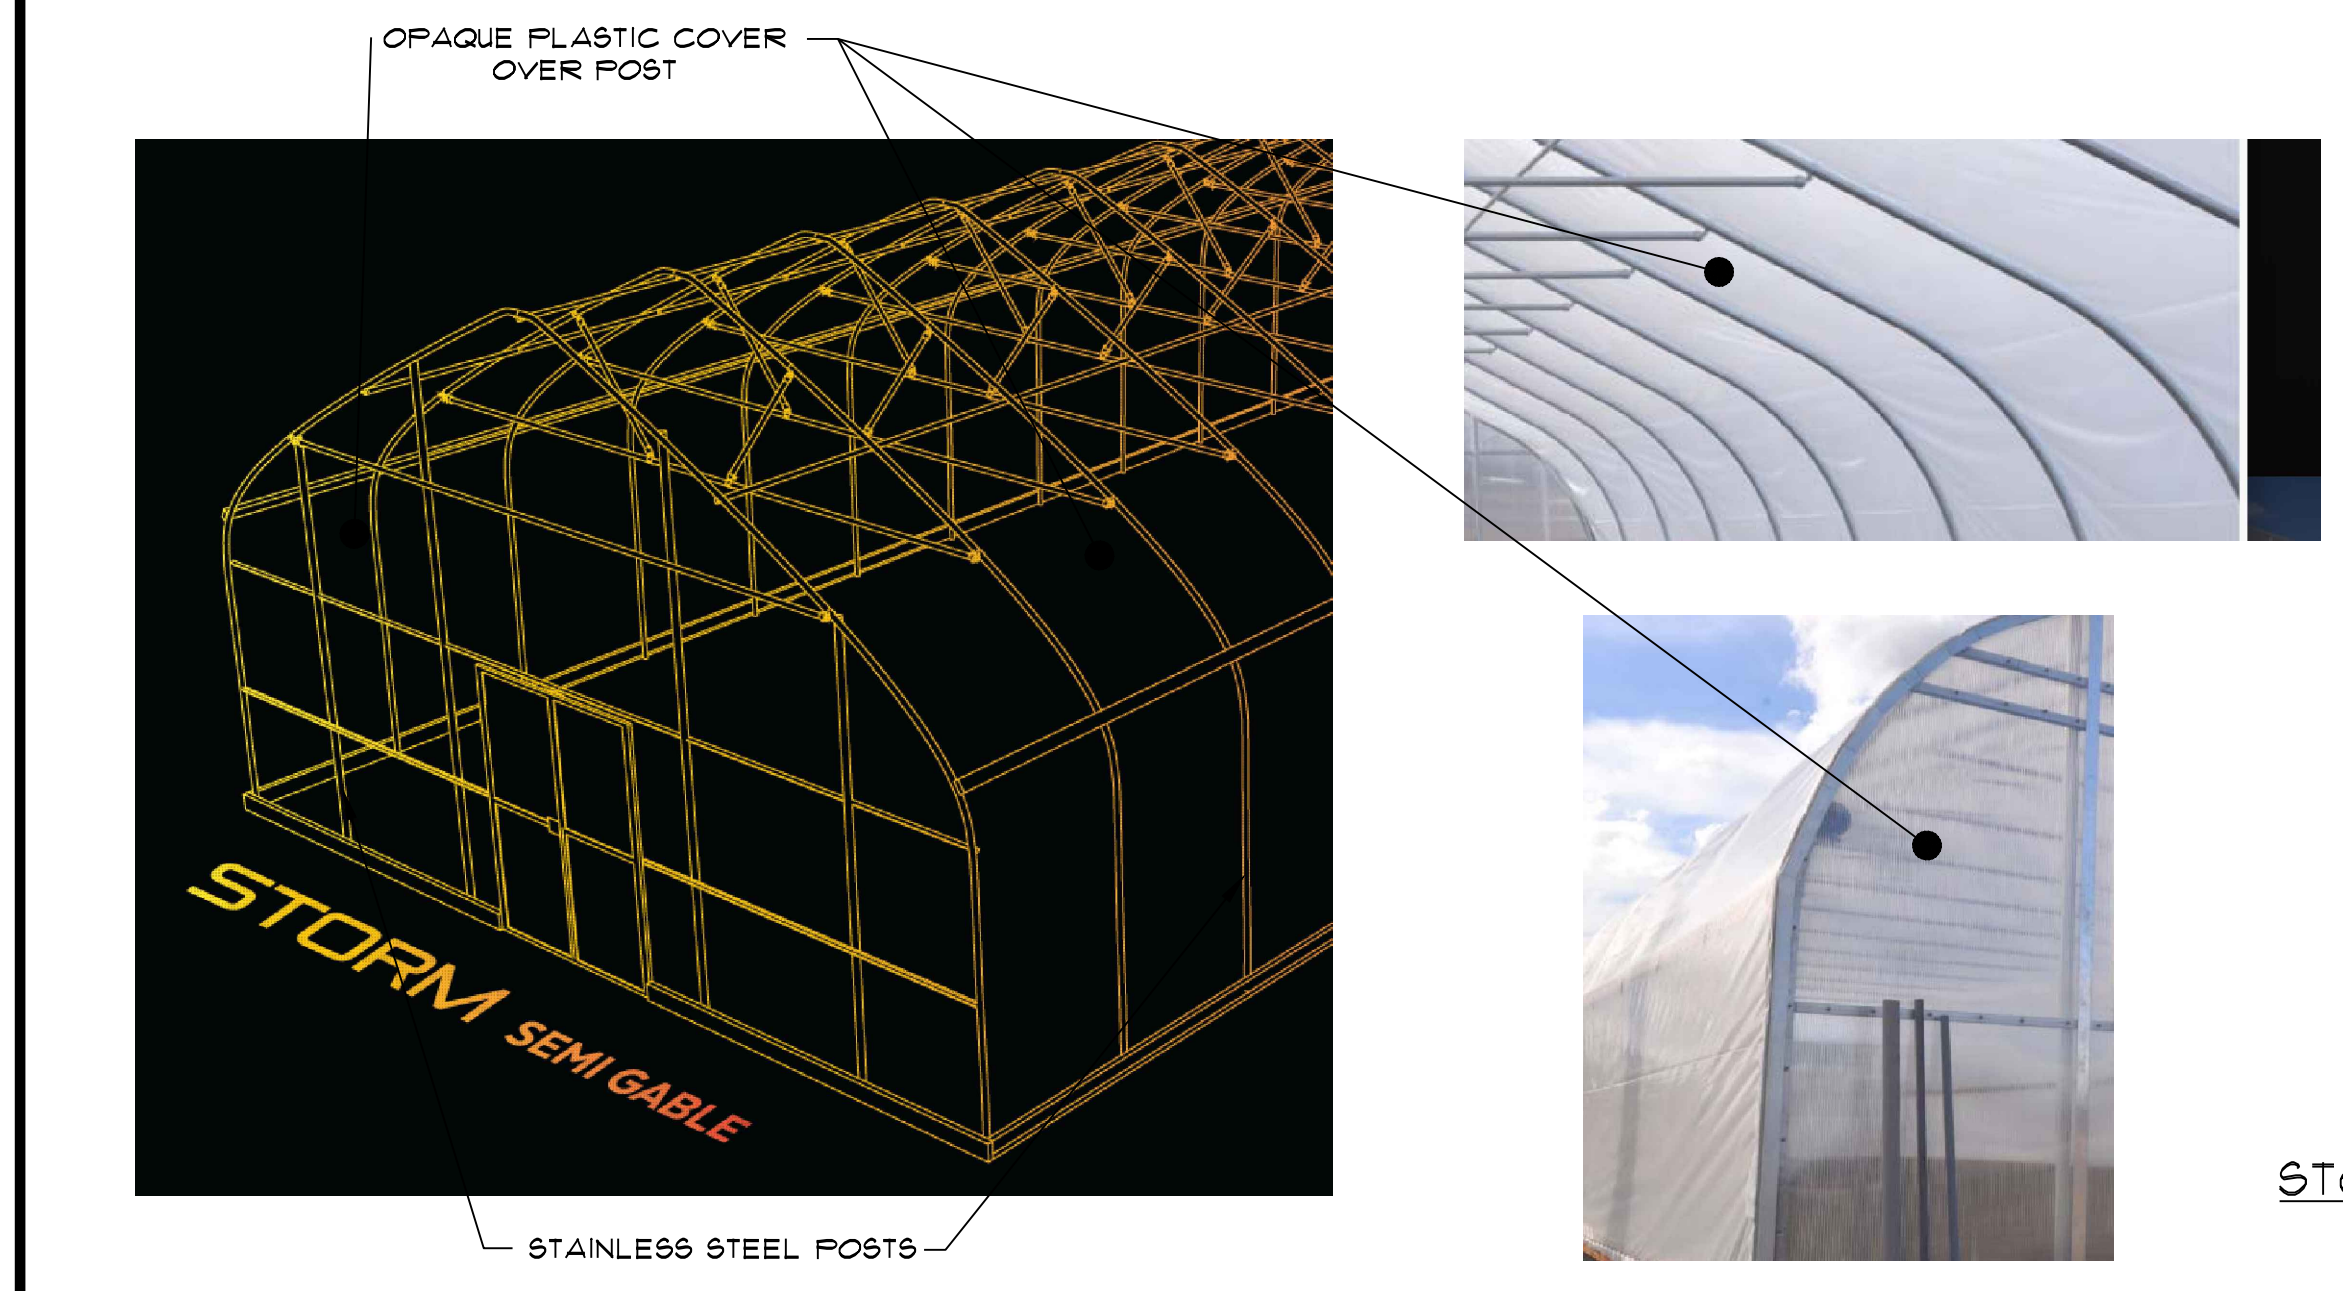 OPAQUE PLASTIC COVER
OVER POST
STORM SEMI GABLE
STAINLESS STEEL POSTS